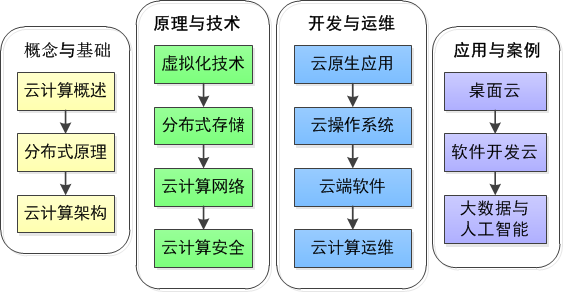 概念与基础
云计算概述
分布式原理
云计算架构
原理与技术
虚拟化技术
分布式存储
云计算网络
云计算安全
开发与运维
云原生应用
云操作系统
云端软件
云计算运维
应用与案例
桌面云
软件开发云
大数据与
人工智能